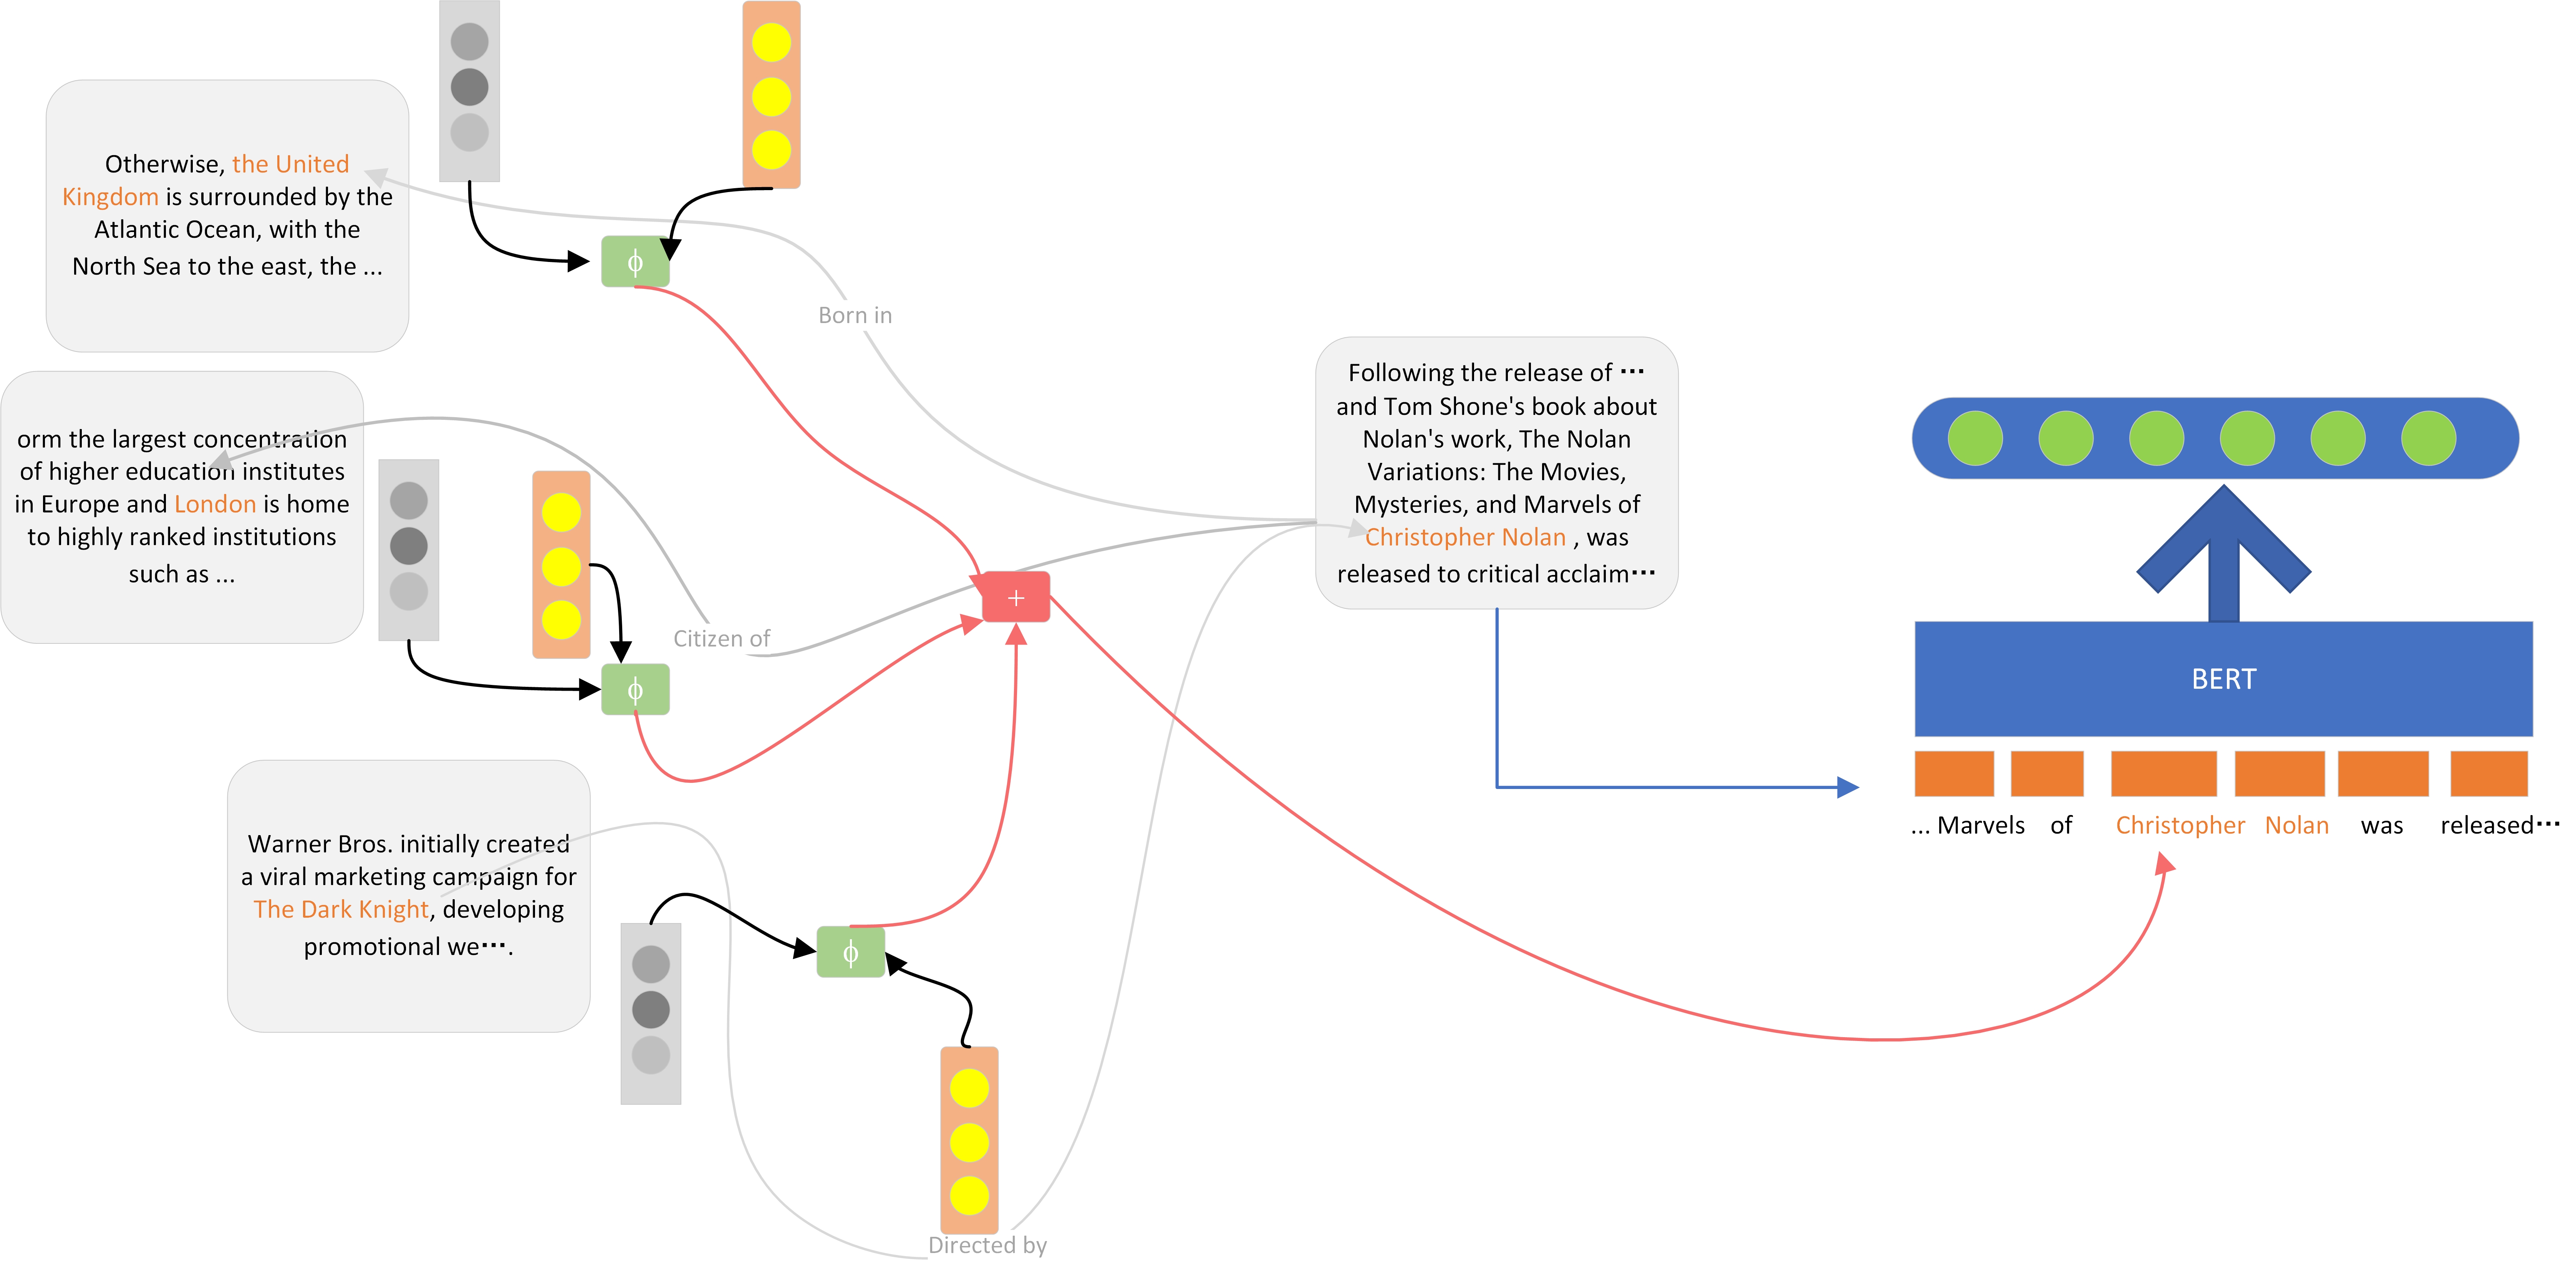 Otherwise, the United
Kingdom is surrounded by the
Atlantic Ocean, with the
North Sea to the east, the ...
ϕ
Born in
orm the largest concentration
of higher education institutes
in Europe and London is home
to highly ranked institutions
such as ...
ϕ
Citizen of
+
Warner Bros. initially created
a viral marketing campaign for
The Dark Knight, developing
promotional we⋯.
ϕ
Directed by
Following the release of ⋯
and Tom Shone's book about
Nolan's work, The Nolan
Variations: The Movies,
Mysteries, and Marvels of
Christopher Nolan , was
released to critical acclaim⋯
BERT
... Marvels of Christopher Nolan was released⋯